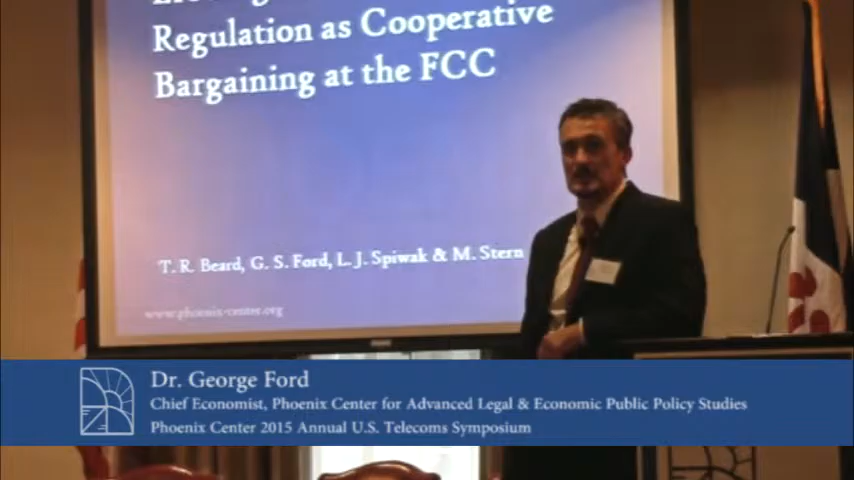 Regulation as Cooperative
Bargaining at the FCC
T. R. Beard, G. S. Ford, L. J. Spiwak & M. Stern
www.phoenix-center.org
Dr. George Ford
Chief Economist, Phoenix Center for Advanced Legal & Economic Public Policy Studies
Phoenix Center 2015 Annual U.S. Telecoms Symposium